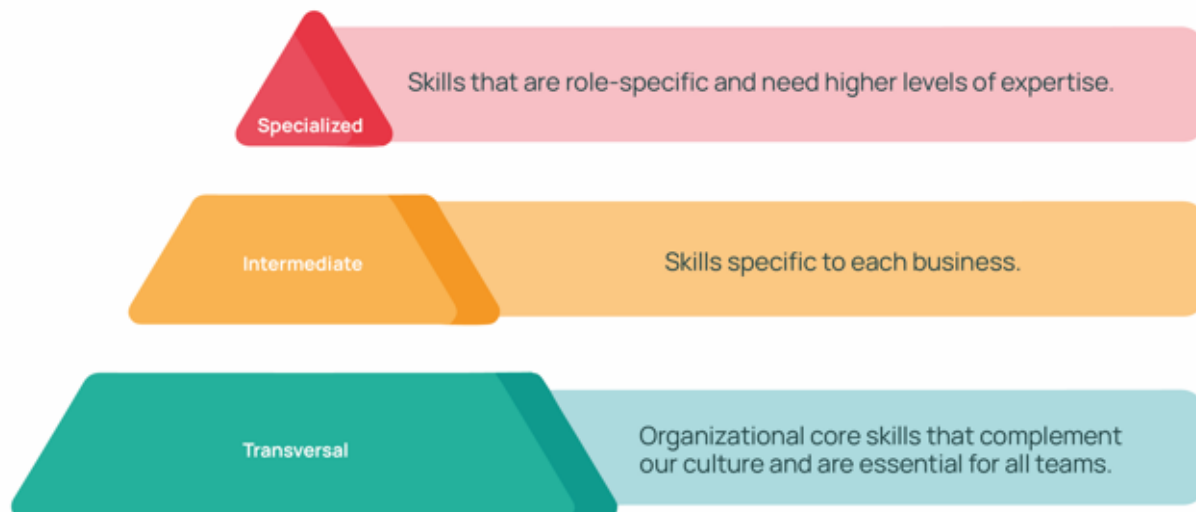 Skills that are role-specific and need higher levels of expertise.
Specialized
Intermediate
Skills specific to each business.
Transversal
Organizational core skills that complement
our culture and are essential for all teams.